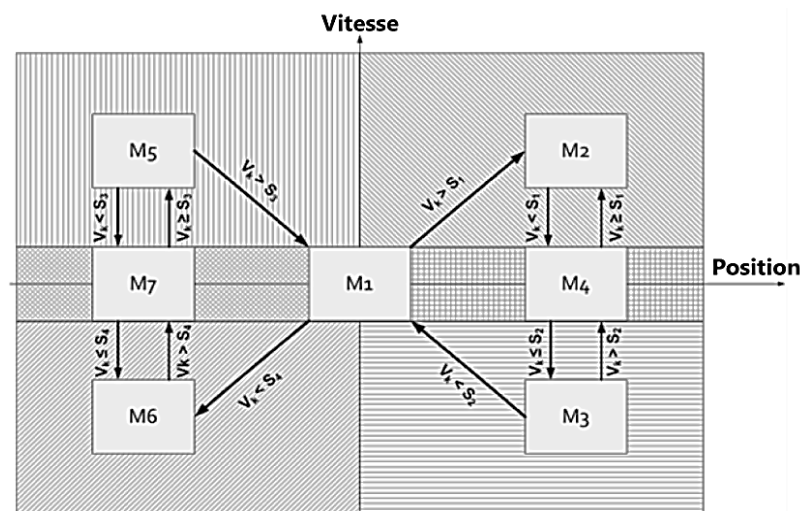 Vitesse
M5
M2
Vk > S3
Vk > S1
Vk < S3
Vk ≥ S3
Vk < S1
Vk ≥ S1
Position
M7
M1
M4
Vk ≤ S4
Vk > S4
Vk < S4
Vk < S2
Vk ≤ S2
Vk > S2
M6
M3